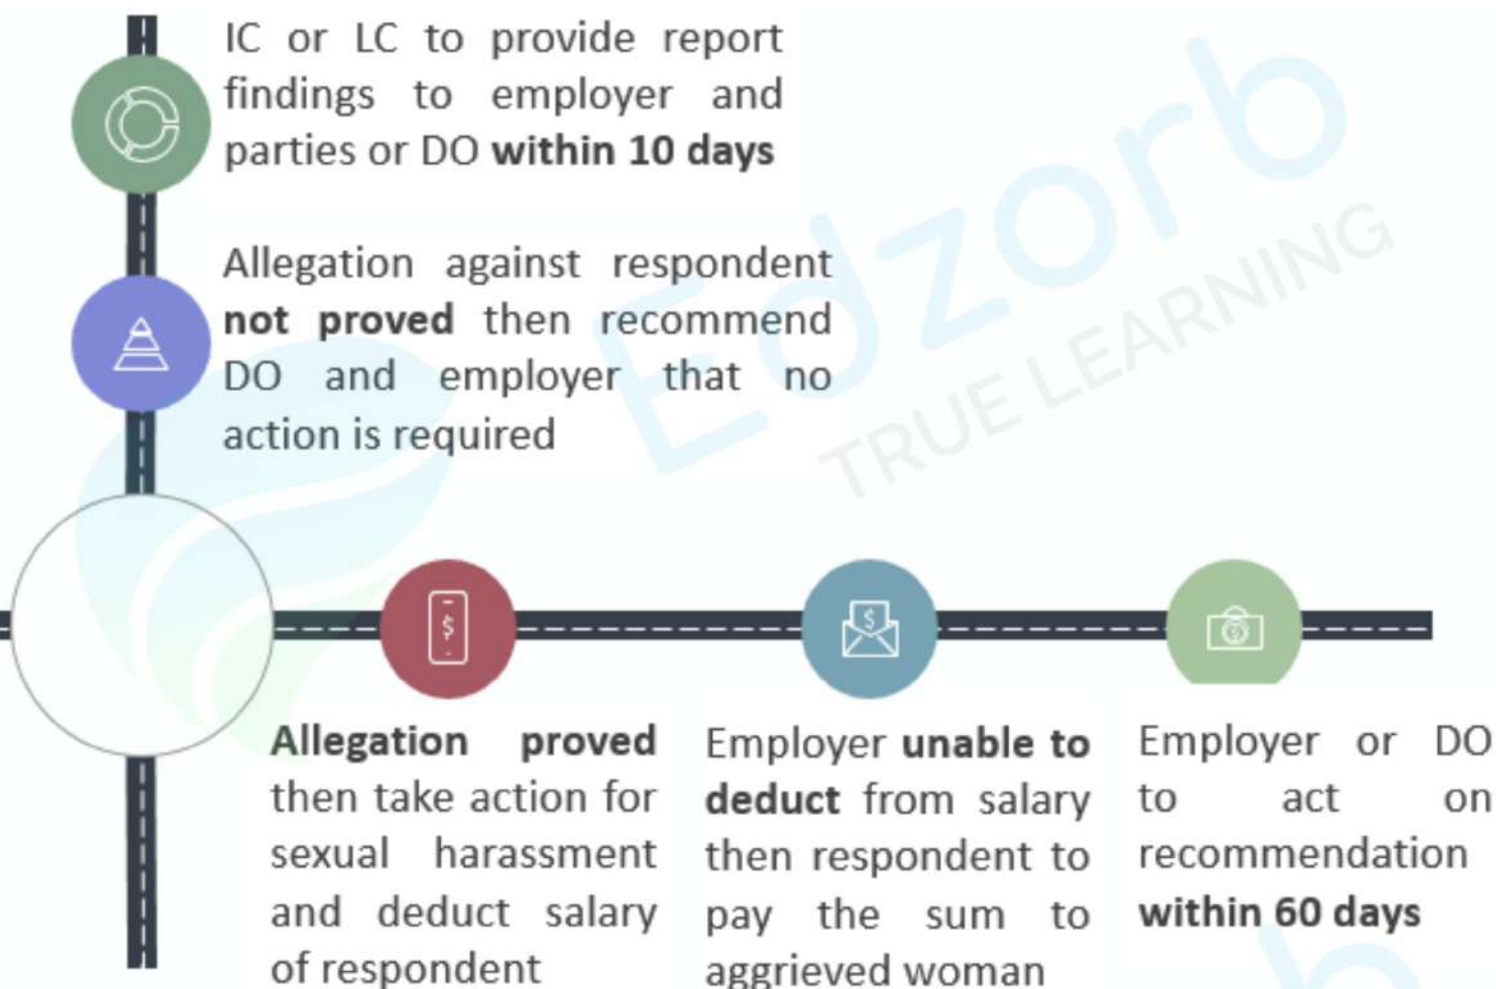 IC or LC to provide report
findings to employer and
parties or DO within 10 days
Allegation against respondent
not proved then recommend
DO and employer that no
action is required
Allegation proved
then take action for
sexual harassment
and deduct salary
of respondent
Employer unable to
deduct from salary
then respondent to
pay the sum to
aggrieved woman
Employer or DO
to act on
recommendation
within 60 days
Edzorb
TRUE LEARNING
$
$
$
b